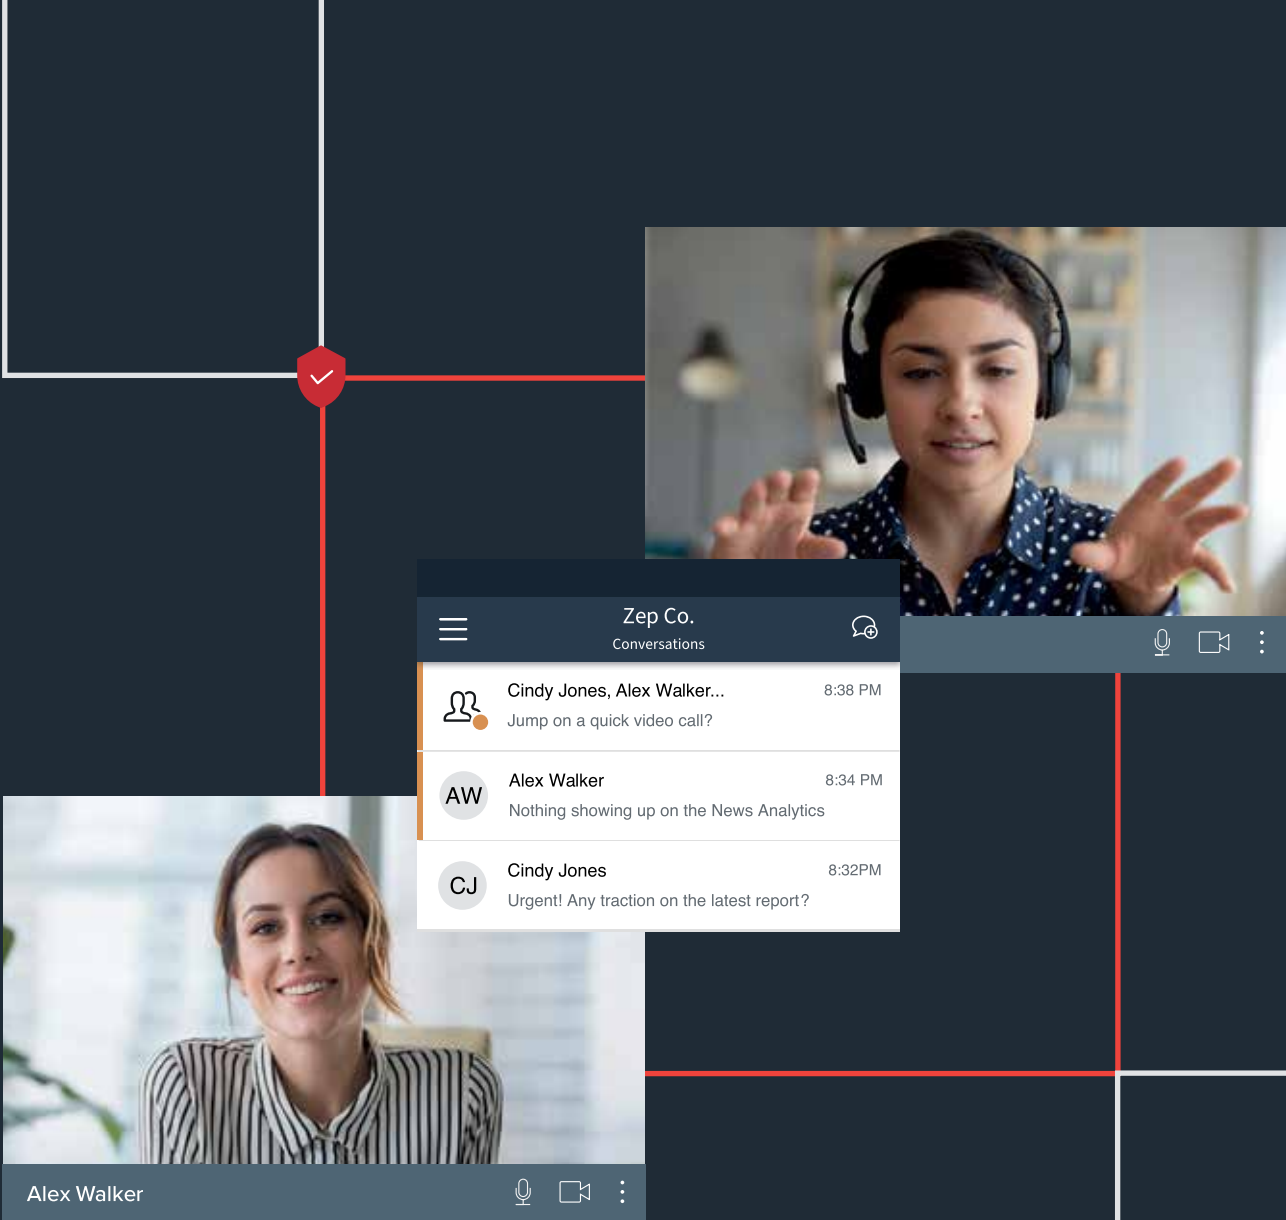 Zep Co.
Conversations
Cindy Jones, Alex Walker... 8:38 PM
Jump on a quick video call?
AW Alex Walker 8:34 PM
Nothing showing up on the News Analytics
CJ Cindy Jones 8:32PM
Urgent! Any traction on the latest report?
Alex Walker